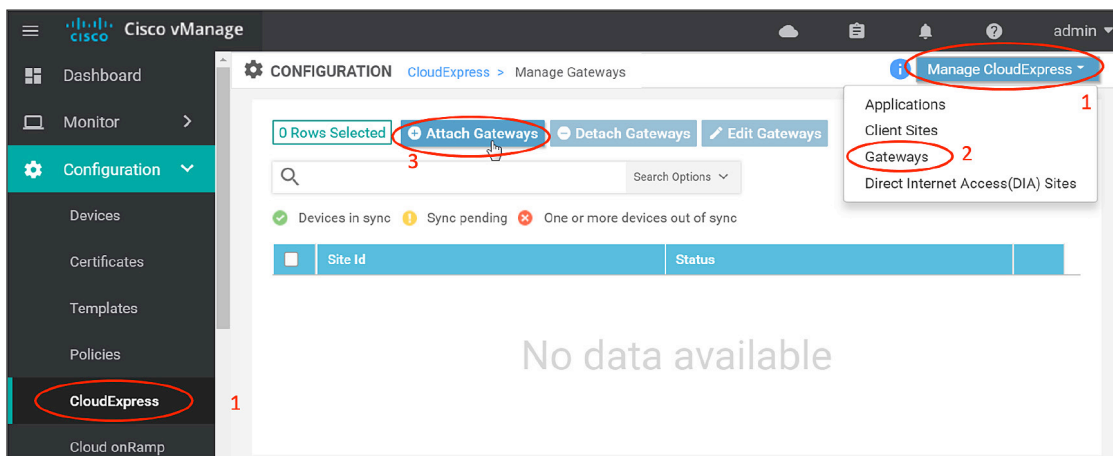 cisco Cisco vManage admin
Dashboard
CONFIGURATION CloudExpress > Manage Gateways
i Manage CloudExpress
1
Applications
Client Sites
Gateways 2
Direct Internet Access(DIA) Sites
Monitor
Configuration
Devices
Certificates
Templates
Policies
CloudExpress 1
Cloud onRamp
0 Rows Selected Attach Gateways Detach Gateways Edit Gateways
3
Search Options
Devices in sync ! Sync pending One or more devices out of sync
Site Id Status
No data available